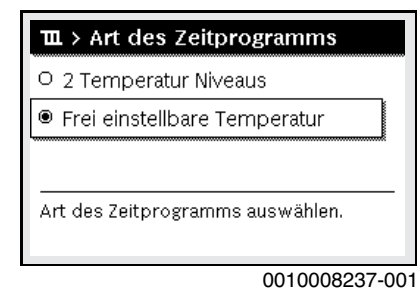 > Art des Zeitprogramms
2 Temperatur Niveaus
Frei einstellbare Temperatur
Art des Zeitprogramms auswählen.
0010008237-001